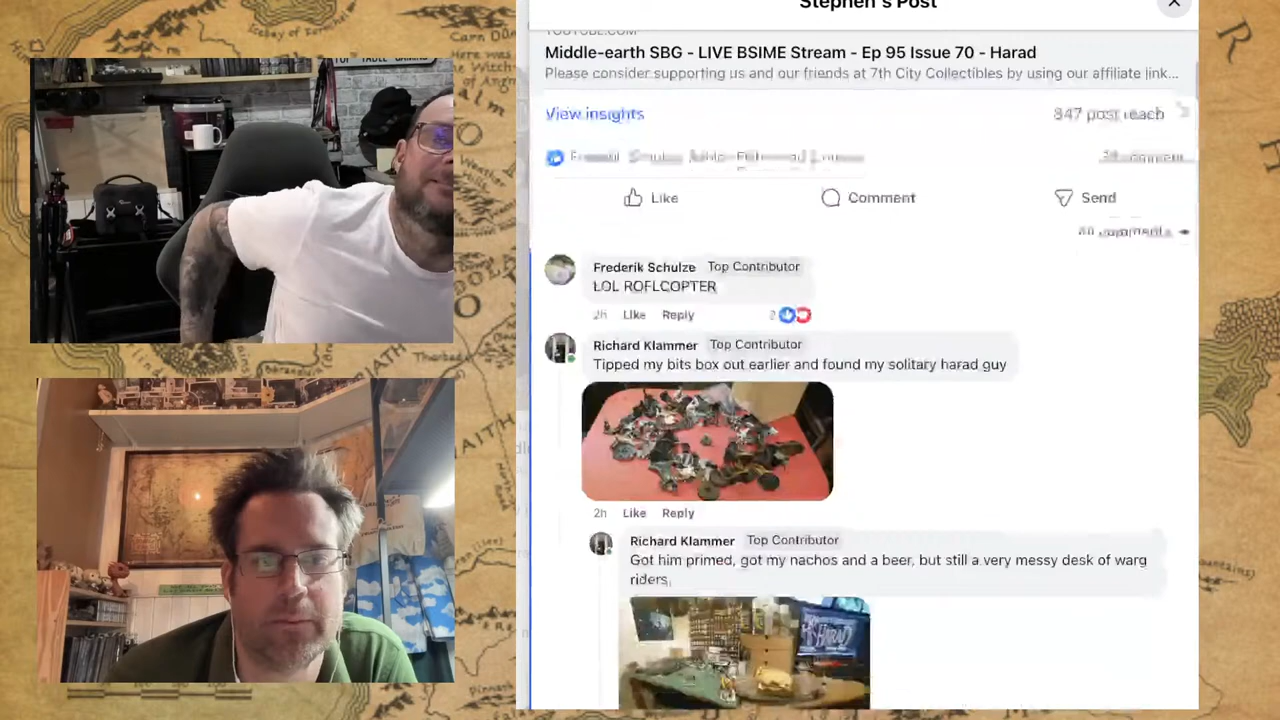 Stephen's Post
YOUTUBE.COM
Middle-earth SBG - LIVE BSIME Stream - Ep 95 Issue 70 - Harad
Please consider supporting us and our friends at 7th City Collectibles by using our affiliate link...
View insights
847 post reach
Like
Comment
Send
Frederik Schulze Top Contributor
LOL ROFLCOPTER
2h Like Reply
2
Richard Klammer Top Contributor
Tipped my bits box out earlier and found my solitary harad guy
2h Like Reply
Richard Klammer Top Contributor
Got him primed, got my nachos and a beer, but still a very messy desk of warg
riders,
HARAD